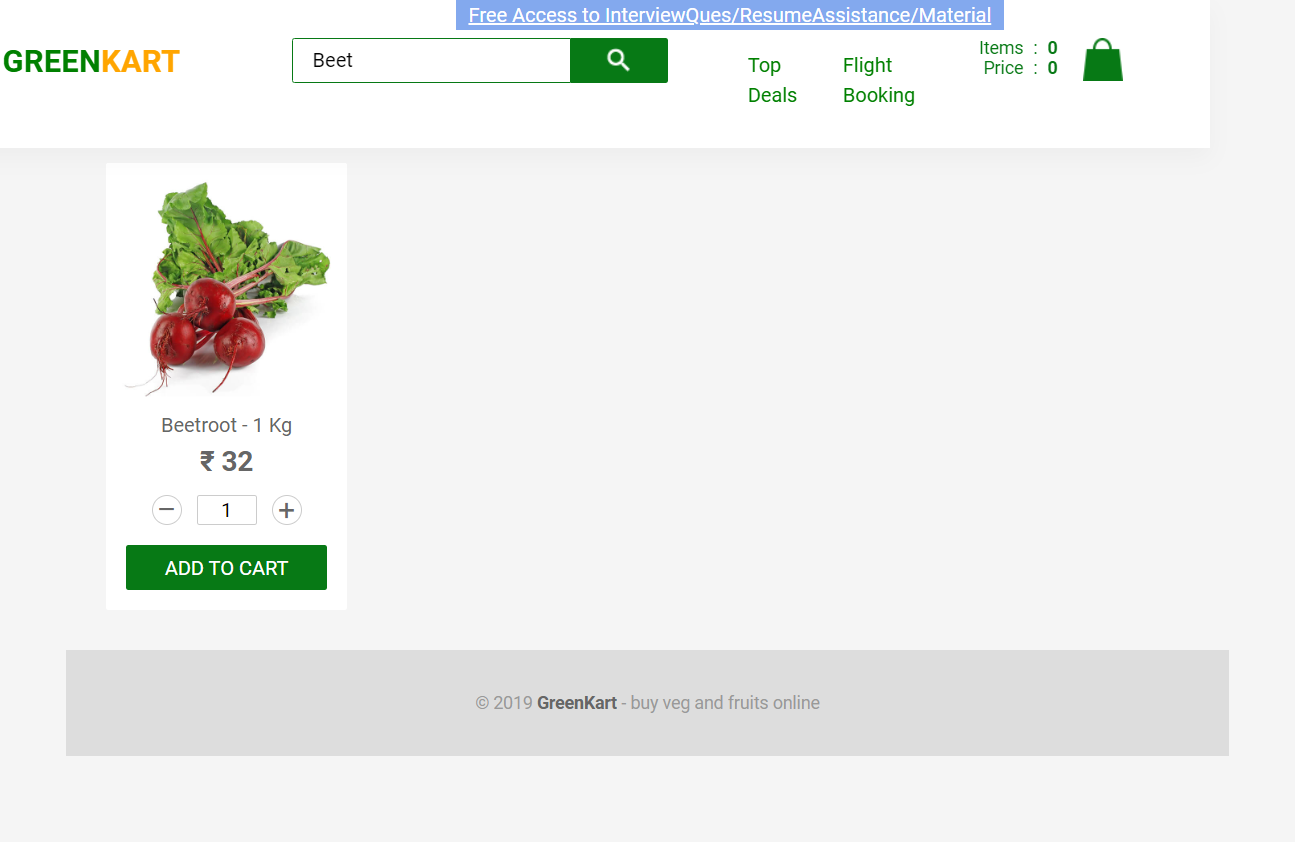 Free Access to InterviewQues/ResumeAssistance/Material
GREENKART
Beet
Top
Deals
Flight
Booking
Items : 0
Price : 0
Beetroot - 1 Kg
₹ 32
− 1 +
ADD TO CART
© 2019 GreenKart - buy veg and fruits online